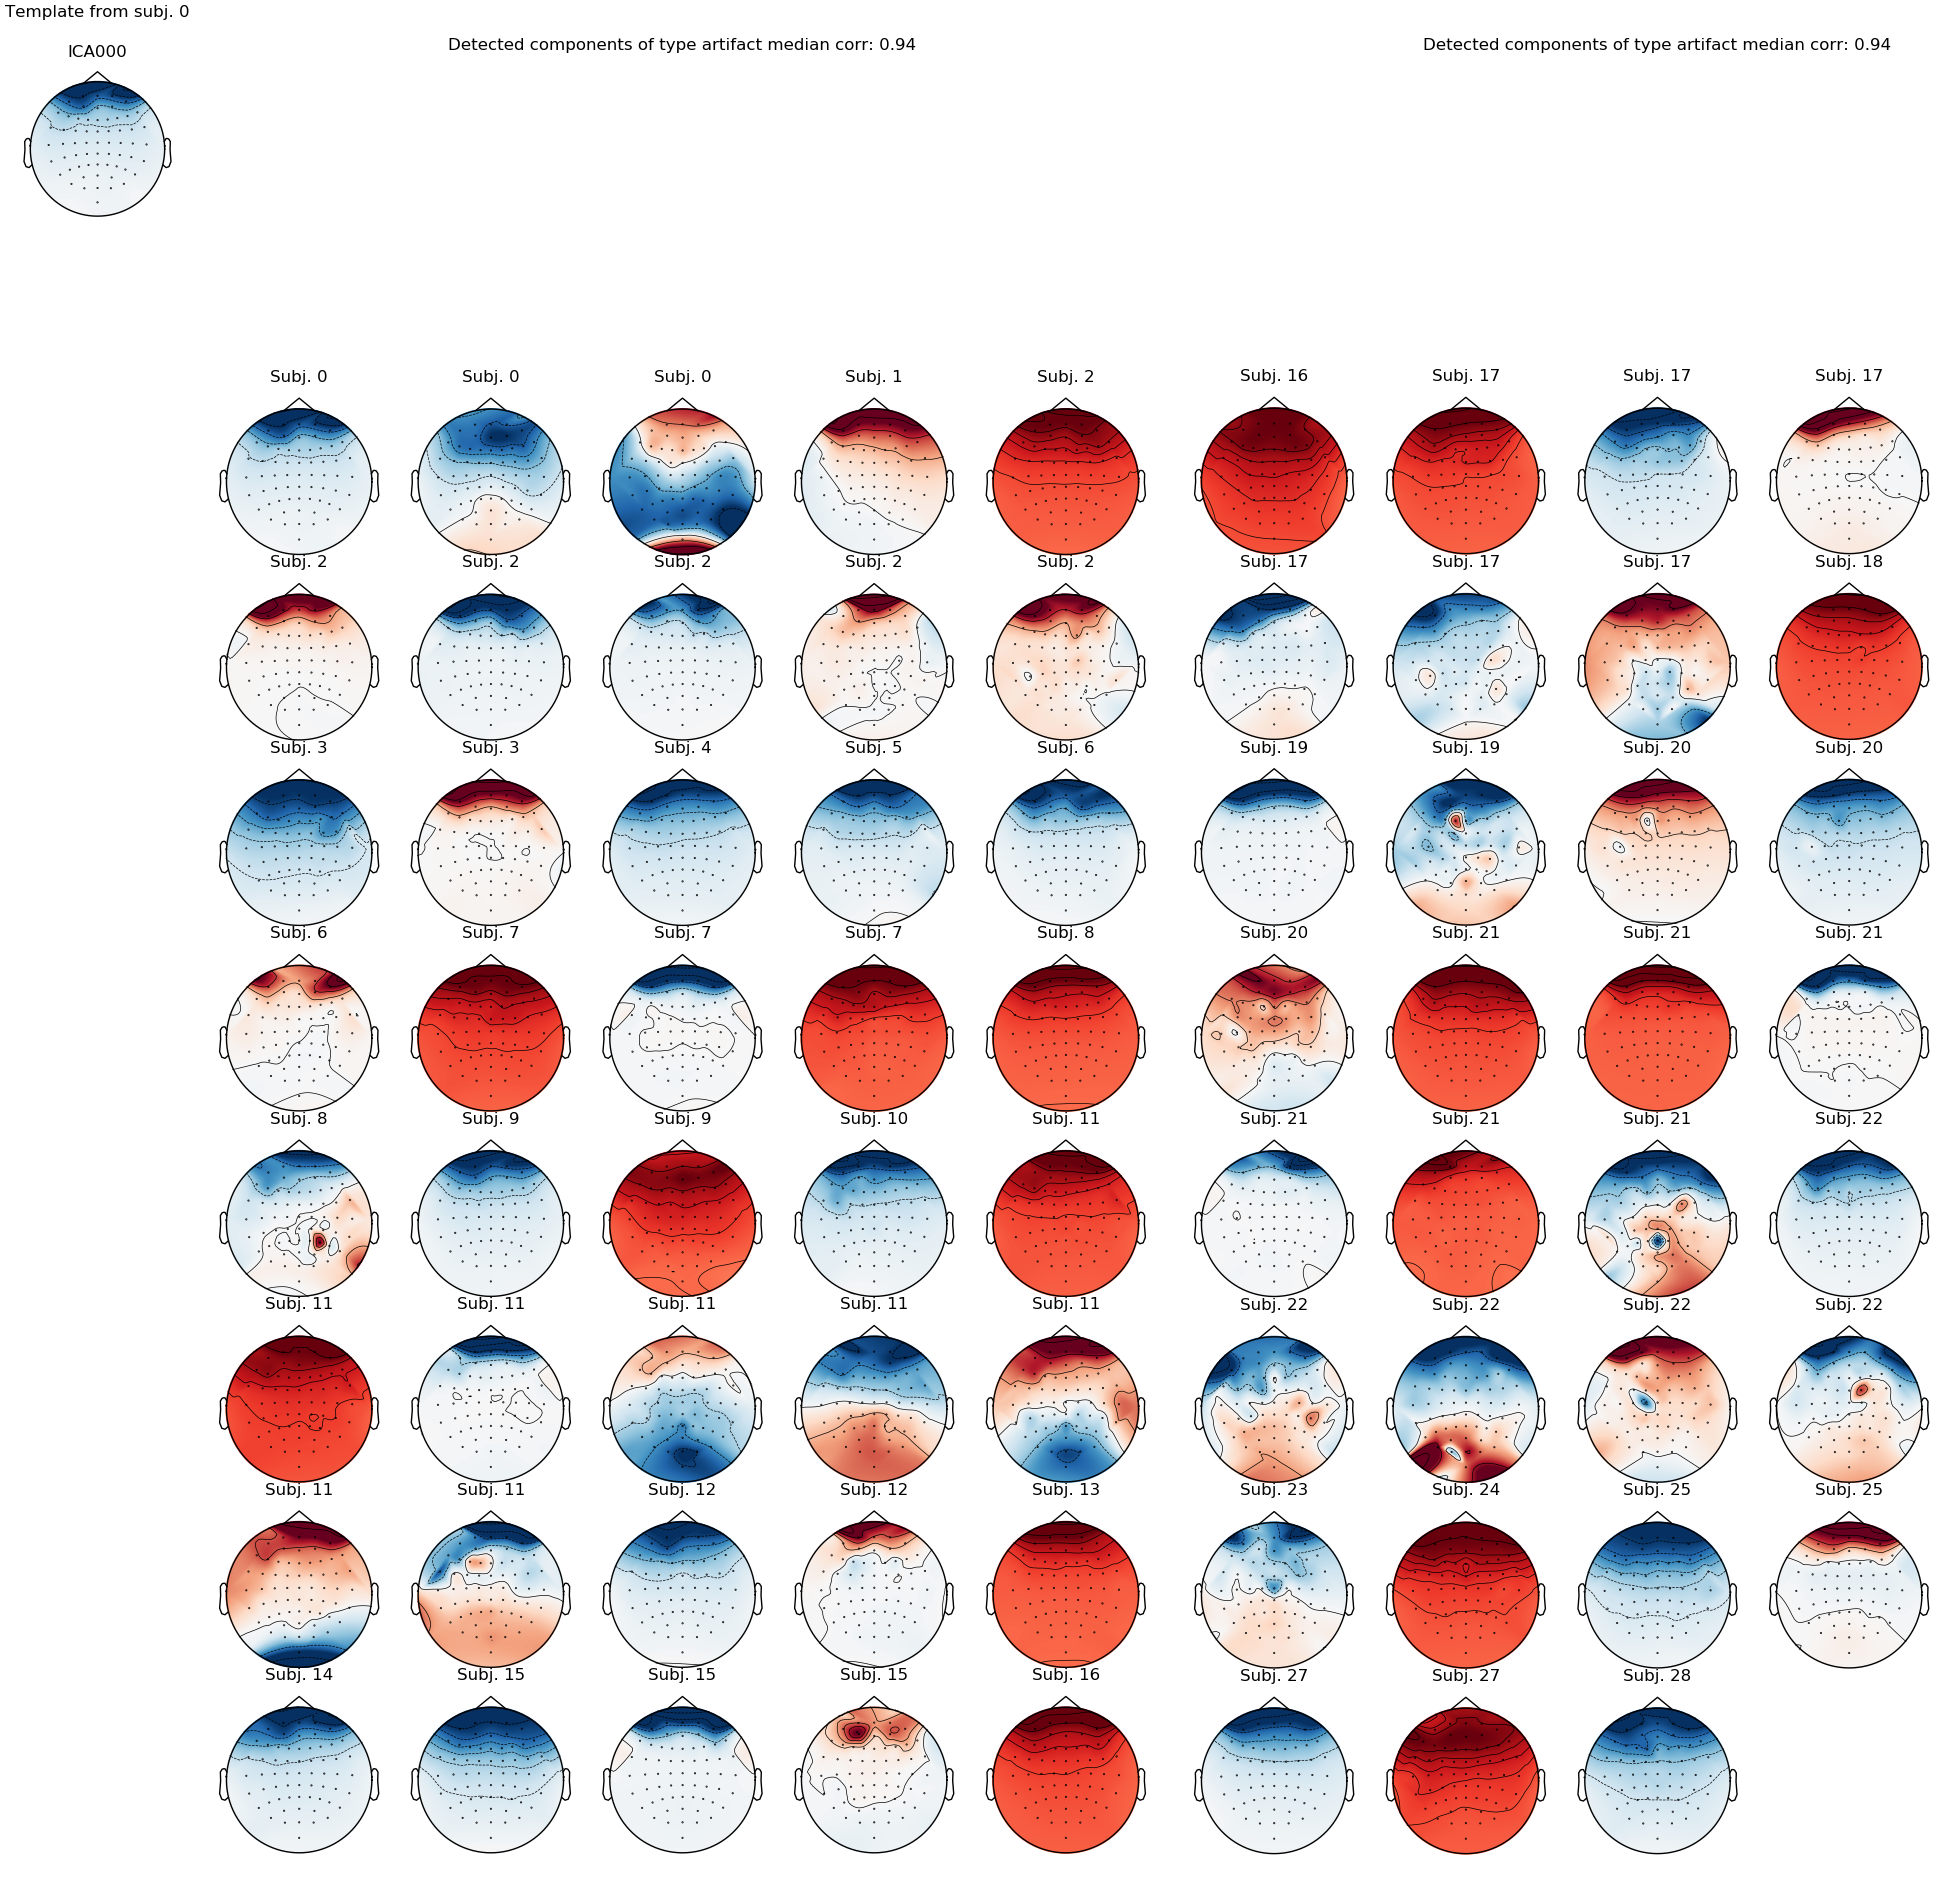 Template from subj. 0
ICA000
Detected components of type artifact median corr: 0.94
Detected components of type artifact median corr: 0.94
Subj. 0 Subj. 0 Subj. 0 Subj. 1 Subj. 2 Subj. 16 Subj. 17 Subj. 17 Subj. 17
Subj. 2 Subj. 2 Subj. 2 Subj. 2 Subj. 2 Subj. 17 Subj. 17 Subj. 17 Subj. 18
Subj. 3 Subj. 3 Subj. 4 Subj. 5 Subj. 6 Subj. 19 Subj. 19 Subj. 20 Subj. 20
Subj. 6 Subj. 7 Subj. 7 Subj. 7 Subj. 8 Subj. 20 Subj. 21 Subj. 21 Subj. 21
Subj. 8 Subj. 9 Subj. 9 Subj. 10 Subj. 11 Subj. 21 Subj. 21 Subj. 21 Subj. 22
Subj. 11 Subj. 11 Subj. 11 Subj. 11 Subj. 11 Subj. 22 Subj. 22 Subj. 22 Subj. 22
Subj. 11 Subj. 11 Subj. 12 Subj. 12 Subj. 13 Subj. 23 Subj. 24 Subj. 25 Subj. 25
Subj. 14 Subj. 15 Subj. 15 Subj. 15 Subj. 16 Subj. 27 Subj. 27 Subj. 28